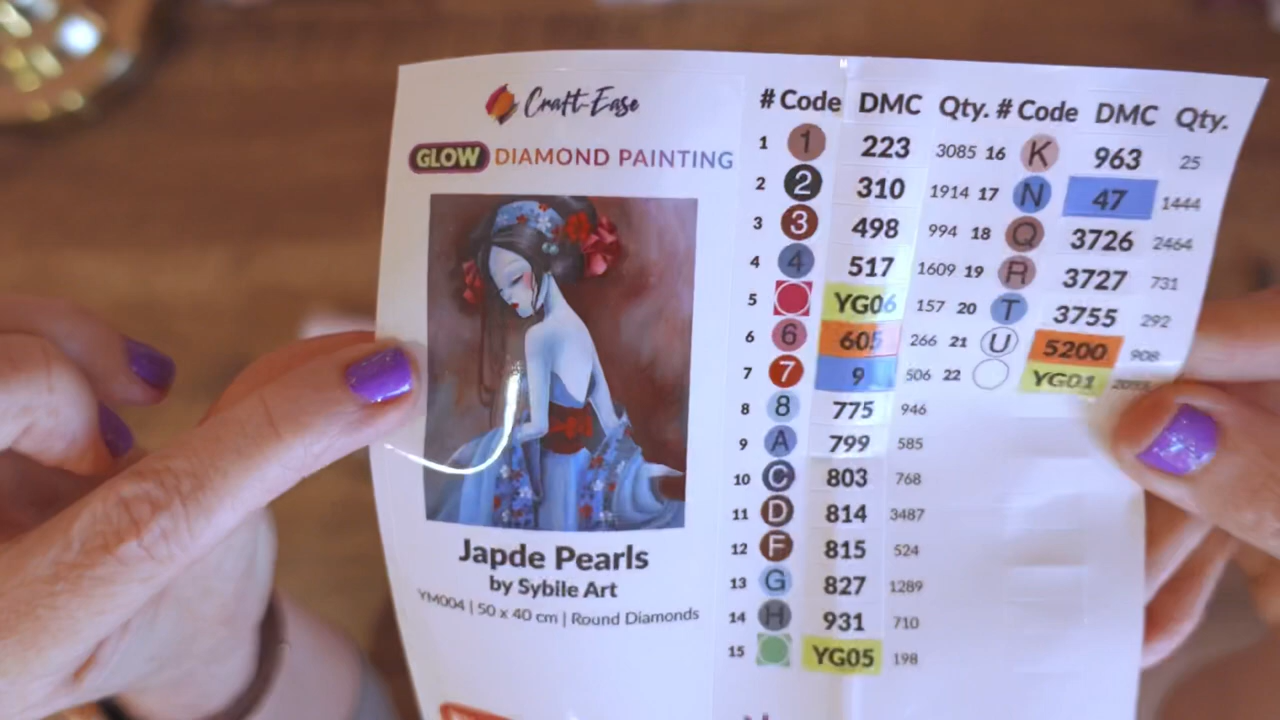 Craft-Ease
GLOW DIAMOND PAINTING
Japde Pearls
by Sybile Art
YM004 | 50 x 40 cm | Round Diamonds
# Code DMC Qty.
1 1 223 3085
2 2 310 1914
3 3 498 994
4 4 517 1609
5 YG06 157
6 6 605 266
7 7 9 506
8 8 775 946
9 A 799 585
10 C 803 768
11 D 814 3487
12 F 815 524
13 G 827 1289
14 H 931 710
15 YG05 198
# Code DMC Qty.
16 K 963 25
17 N 47 1444
18 Q 3726 2464
19 R 3727 731
20 T 3755 292
21 U 5200 908
22 YG01